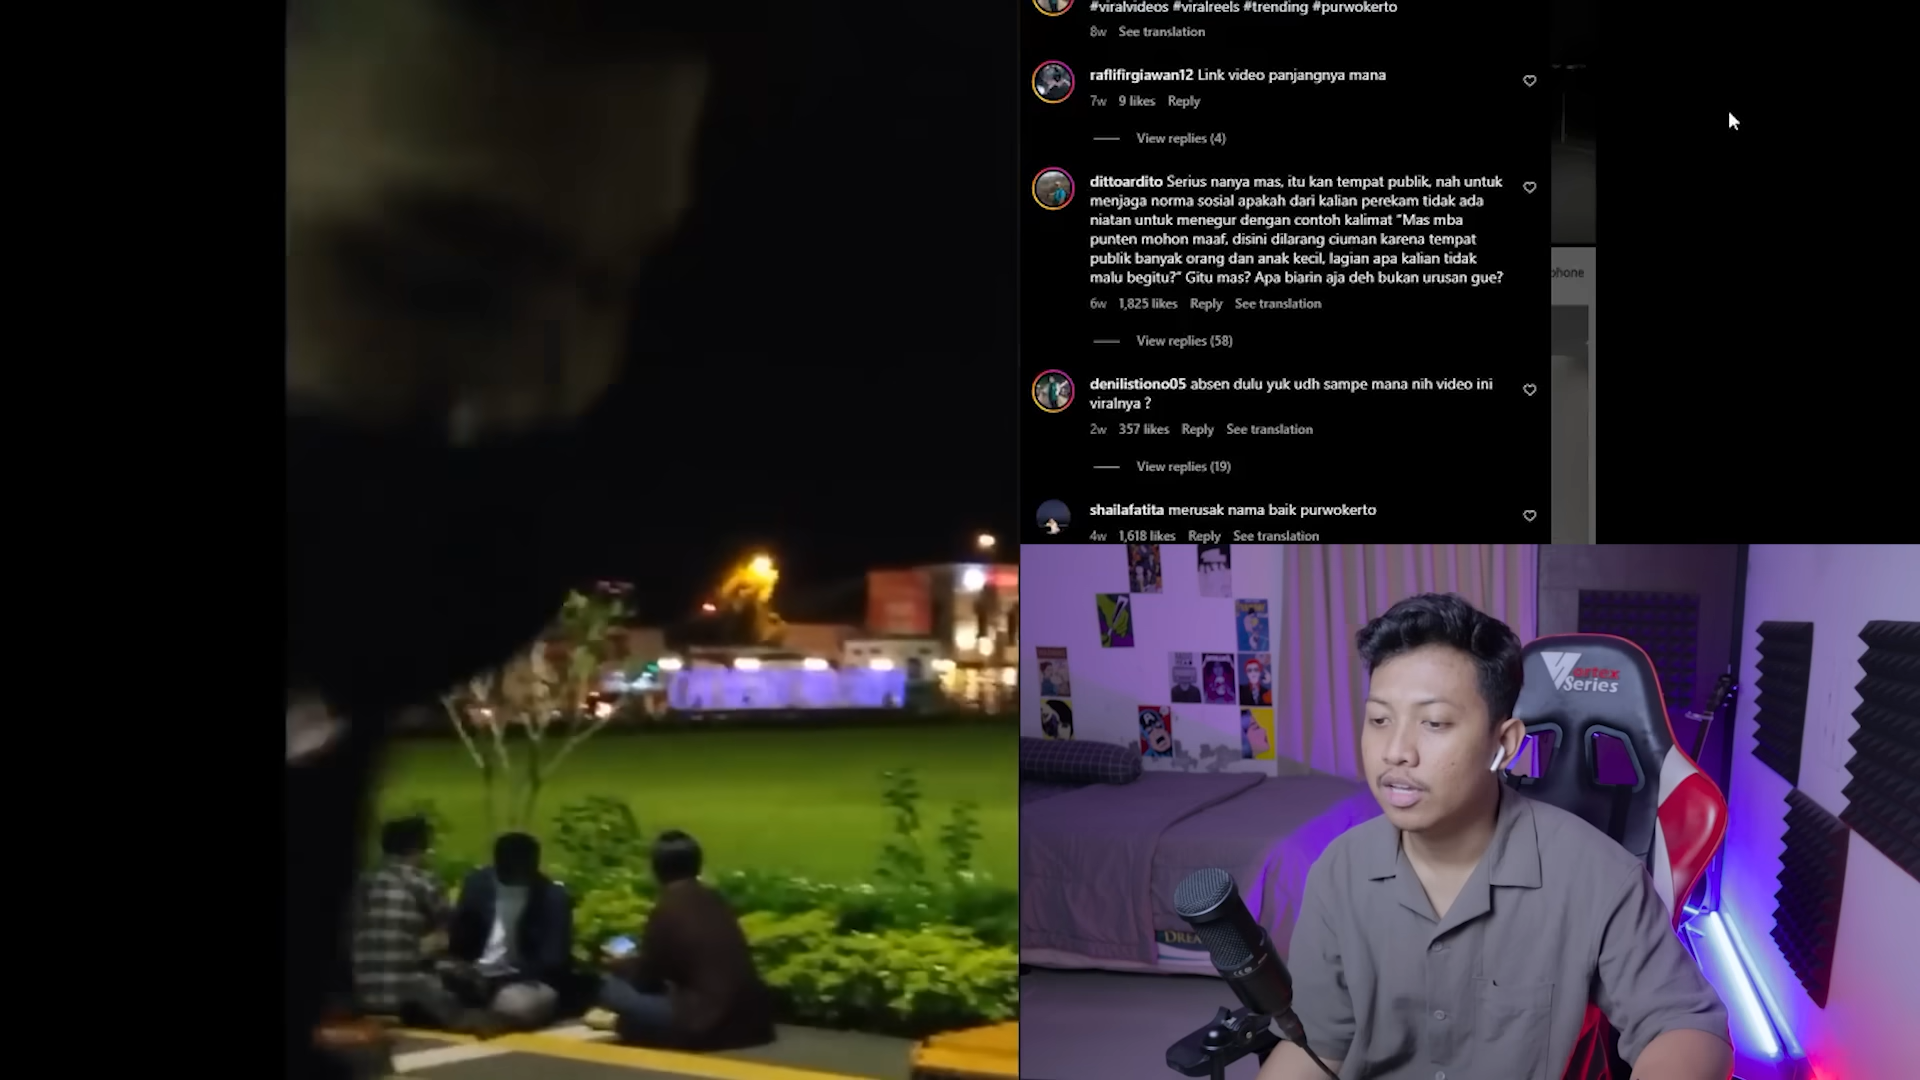 #viralvideos #viralreels #trending #purwokerto
8w See translation
raflifirgiawan12 Link video panjangnya mana
7w 9 likes Reply
View replies (4)
dittoardito Serius nanya mas, itu kan tempat publik, nah untuk
menjaga norma sosial apakah dari kalian perekam tidak ada
niatan untuk menegur dengan contoh kalimat "Mas mba
punten mohon maaf, disini dilarang ciuman karena tempat
publik banyak orang dan anak kecil, lagian apa kalian tidak
malu begitu?" Gitu mas? Apa biarin aja deh bukan urusan gue?
6w 1,825 likes Reply See translation
View replies (58)
denilistiono05 absen dulu yuk udh sampe mana nih video ini
viralnya ?
2w 357 likes Reply See translation
View replies (19)
shailafatita merusak nama baik purwokerto
4w 1,618 likes Reply See translation
phone
Vortex
Series
DREA